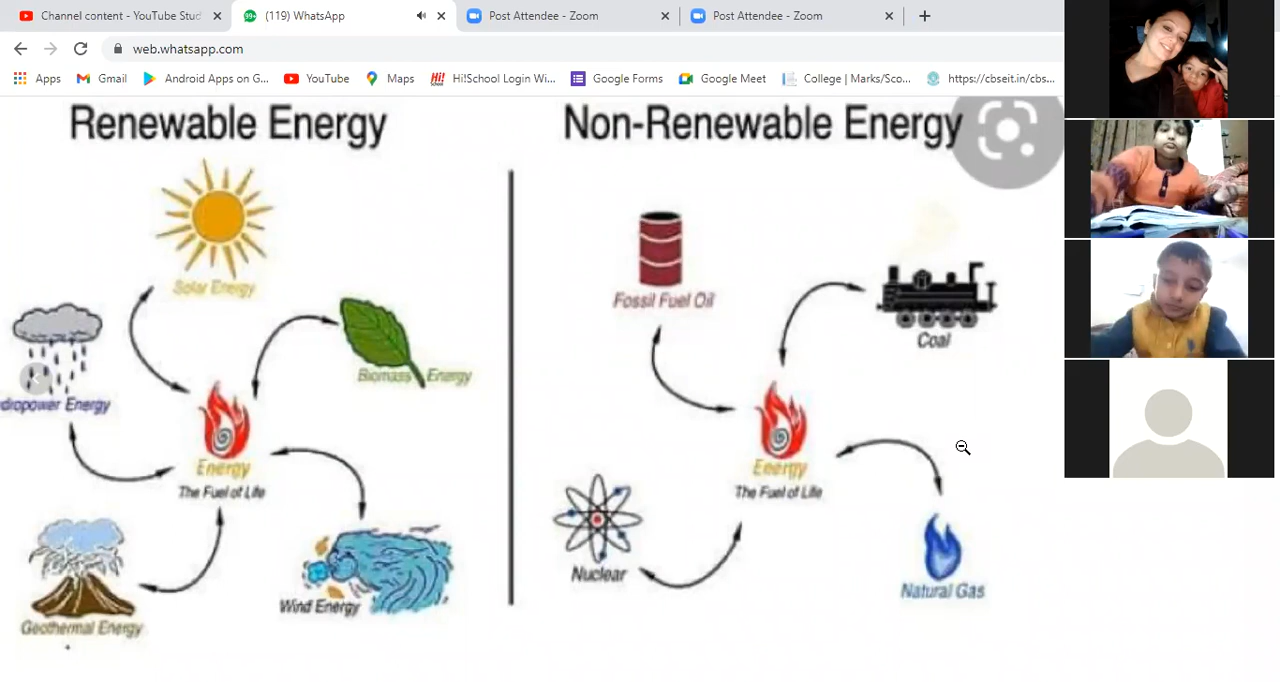 Channel content - YouTube Stud
(119) WhatsApp
Post Attendee - Zoom
Post Attendee - Zoom
web.whatsapp.com
Apps
Gmail
Android Apps on G...
YouTube
Maps
Hi!School Login Wi...
Google Forms
Google Meet
College | Marks/Sco...
https://cbseit.in/cbs...
Renewable Energy
Solar Energy
dropower Energy
Biomass Energy
Energy
The Fuel of Life
Geothermal Energy
Wind Energy
Non-Renewable Energy
Fossil Fuel Oil
Coal
Energy
The Fuel of Life
Nuclear
Natural Gas